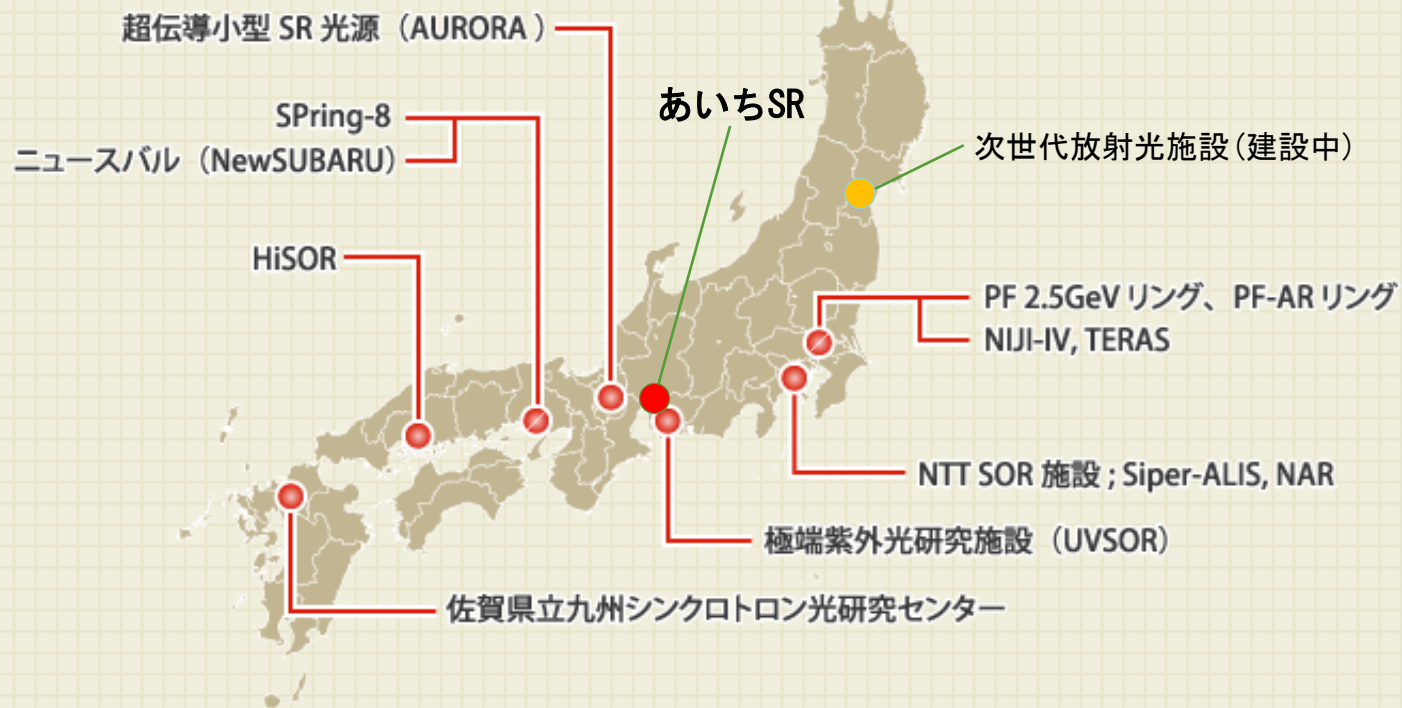 超伝導小型 SR 光源（AURORA ）
SPring-8
ニュースバル（NewSUBARU）
あいちSR
次世代放射光施設（建設中）
HiSOR
PF 2.5GeV リング、PF-AR リング
NIJI-IV, TERAS
NTT SOR 施設 ; Siper-ALIS, NAR
極端紫外光研究施設（UVSOR）
佐賀県立九州シンクロトロン光研究センター